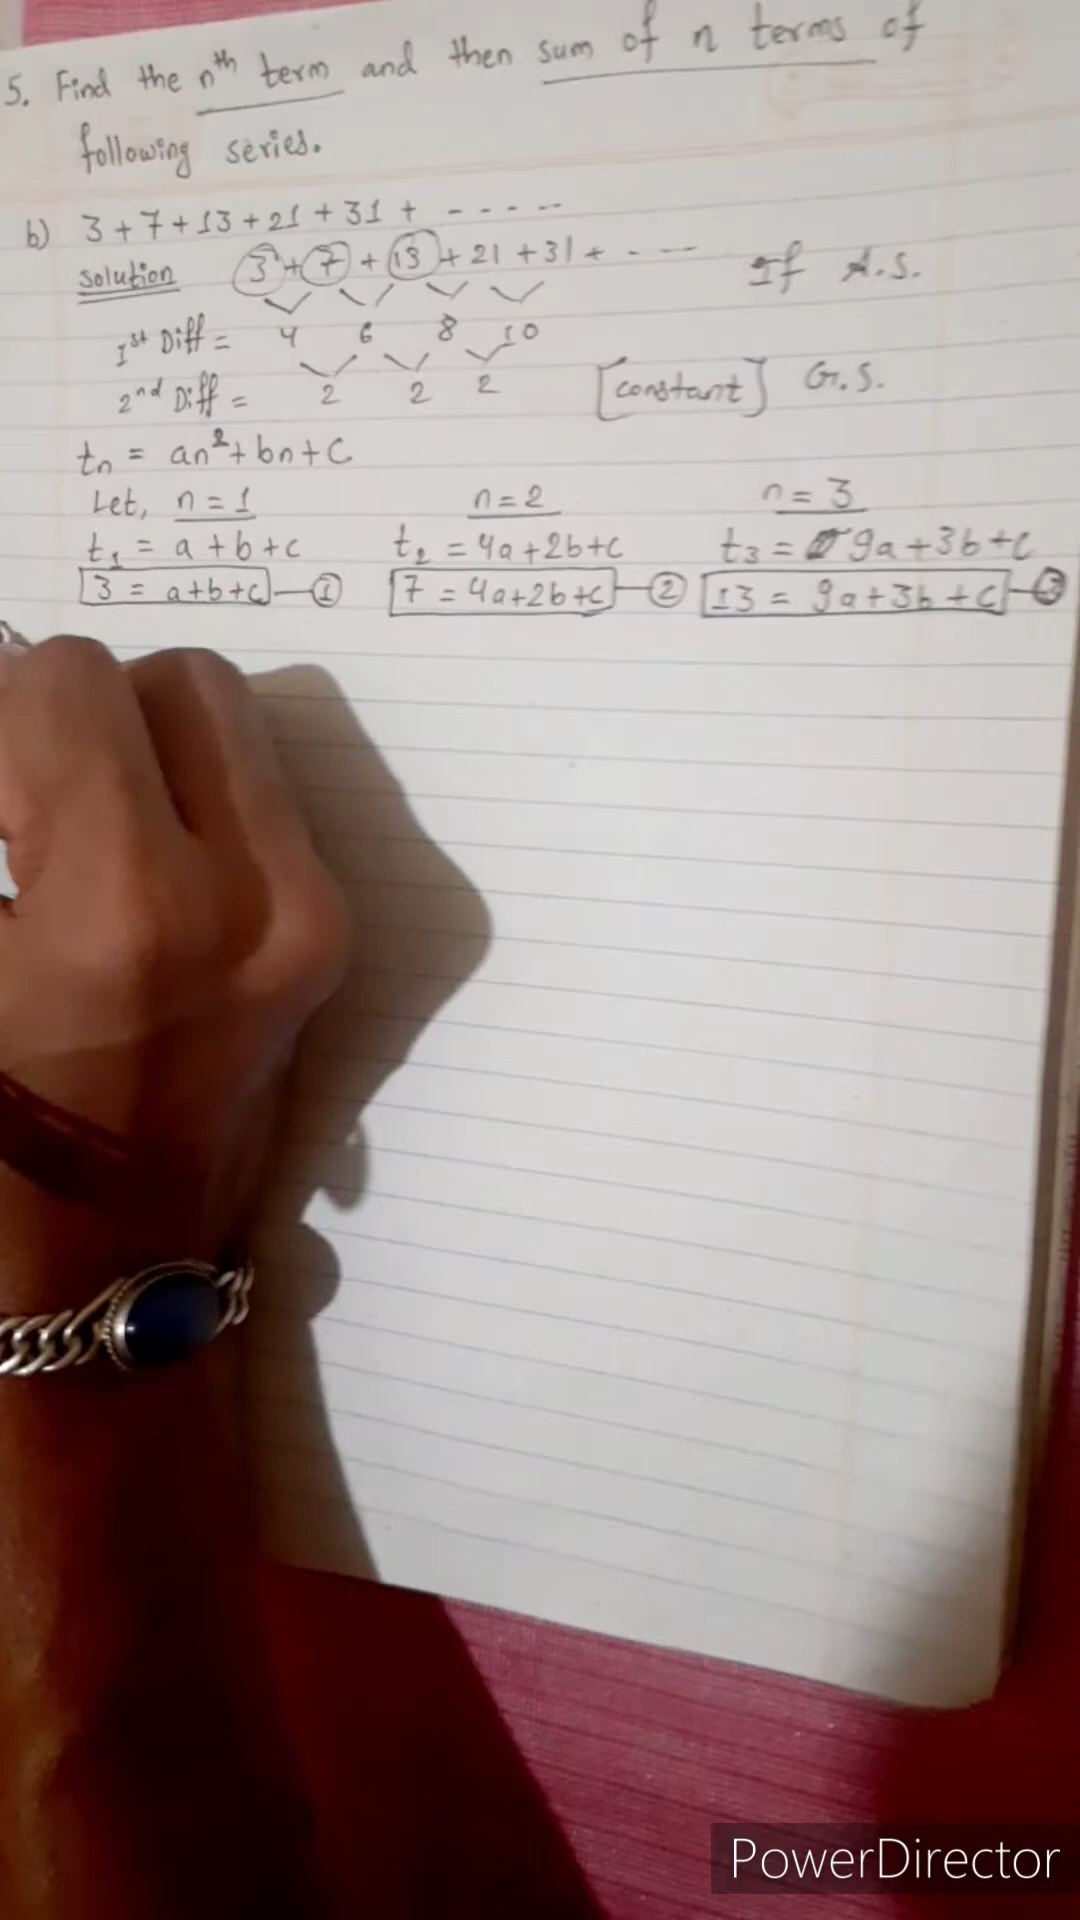 5. Find the nth term and then sum of n terms of
following series.
b) 3 + 7 + 13 + 21 + 31 + - - - - -
Solution 3 + 7 + 13 + 21 + 31 + - - - If A.S.
1st Diff = 4 6 8 10
2nd Diff = 2 2 2 [constant] G.S.
tn = an² + bn + c
Let, n = 1 n = 2 n = 3
t1 = a + b + c t2 = 4a + 2b + c t3 = 9a + 3b + c
3 = a + b + c — ① 7 = 4a + 2b + c — ② 13 = 9a + 3b + c — ③
PowerDirector